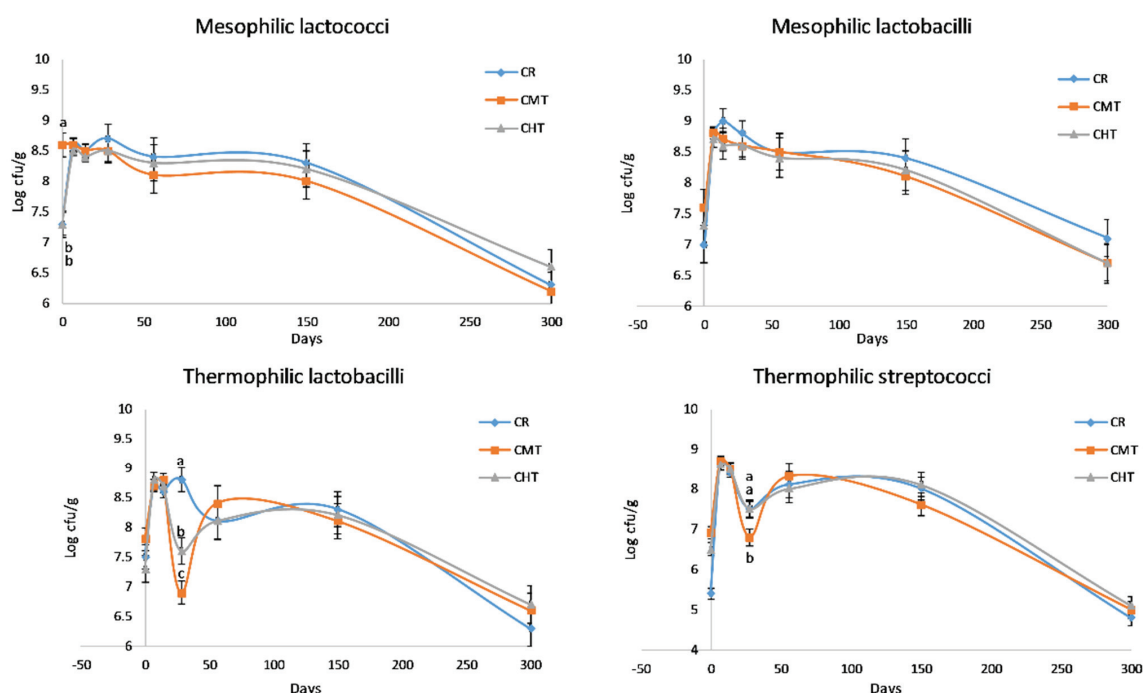 Mesophilic lactococci
10
9.5
9
8.5
8
7.5
7
6.5
6
Log cfu/g
a
b
b
0
50
100
150
200
250
300
Days
CR
CMT
CHT
Mesophilic lactobacilli
10
9.5
9
8.5
8
7.5
7
6.5
6
Log cfu/g
-50
0
50
100
150
200
250
300
Days
CR
CMT
CHT
Thermophilic lactobacilli
10
9.5
9
8.5
8
7.5
7
6.5
6
Log cfu/g
a
b
c
-50
0
50
100
150
200
250
300
Days
CR
CMT
CHT
Thermophilic streptococci
10
9
8
7
6
5
4
Log cfu/g
a
a
b
-50
0
50
100
150
200
250
300
Days
CR
CMT
CHT